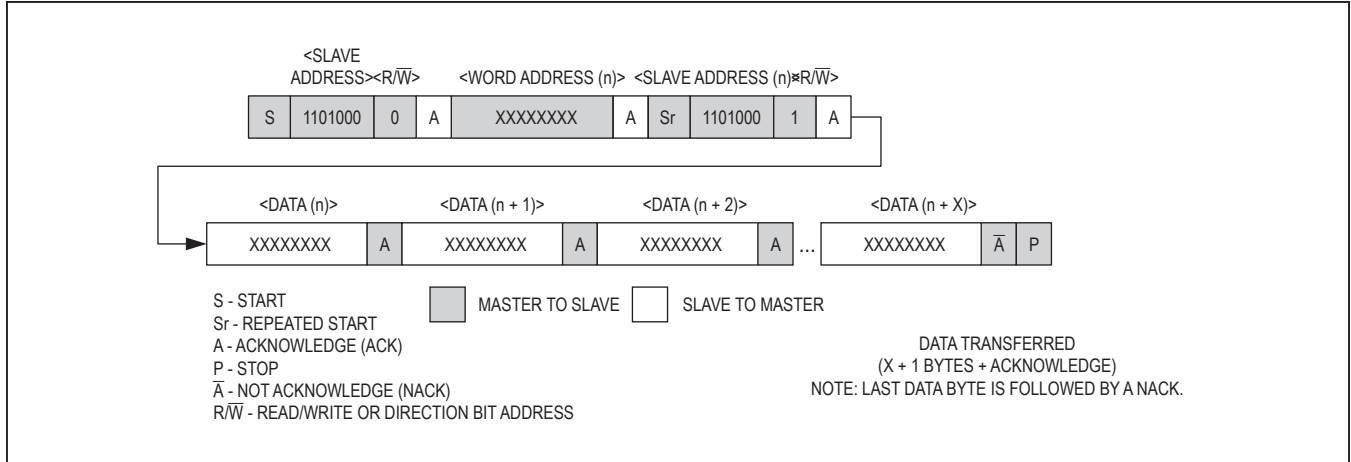 <SLAVE
ADDRESS><R/W̅> <WORD ADDRESS (n)> <SLAVE ADDRESS (n)><R/W̅>
S 1101000 0 A XXXXXXXX A Sr 1101000 1 A
<DATA (n)> <DATA (n + 1)> <DATA (n + 2)> <DATA (n + X)>
XXXXXXXX A XXXXXXXX A XXXXXXXX A ... XXXXXXXX A̅ P
S - START
Sr - REPEATED START
A - ACKNOWLEDGE (ACK)
P - STOP
A̅ - NOT ACKNOWLEDGE (NACK)
R/W̅ - READ/WRITE OR DIRECTION BIT ADDRESS
MASTER TO SLAVE SLAVE TO MASTER
DATA TRANSFERRED
(X + 1 BYTES + ACKNOWLEDGE)
NOTE: LAST DATA BYTE IS FOLLOWED BY A NACK.